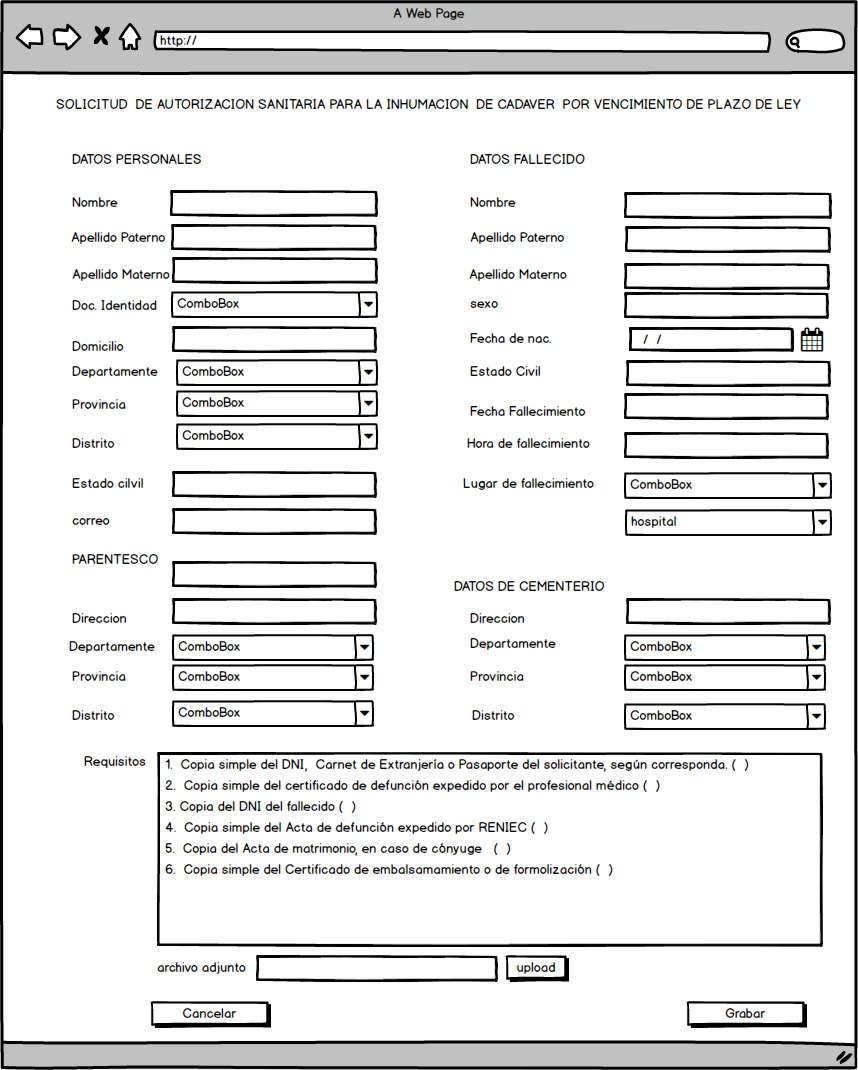 A Web Page
http://
SOLICITUD DE AUTORIZACION SANITARIA PARA LA INHUMACION DE CADAVER POR VENCIMIENTO DE PLAZO DE LEY
DATOS PERSONALES
Nombre
Apellido Paterno
Apellido Materno
Doc. Identidad ComboBox
Domicilio
Departamente ComboBox
Provincia ComboBox
Distrito ComboBox
Estado cilvil
correo
PARENTESCO
Direccion
Departamente ComboBox
Provincia ComboBox
Distrito ComboBox
DATOS FALLECIDO
Nombre
Apellido Paterno
Apellido Materno
sexo
Fecha de nac. / /
Estado Civil
Fecha Fallecimiento
Hora de fallecimiento
Lugar de fallecimiento ComboBox
hospital
DATOS DE CEMENTERIO
Direccion
Departamente ComboBox
Provincia ComboBox
Distrito ComboBox
Requisitos
1. Copia simple del DNI, Carnet de Extranjería o Pasaporte del solicitante, según corresponda. ( )
2. Copia simple del certificado de defunción expedido por el profesional médico ( )
3. Copia del DNI del fallecido ( )
4. Copia simple del Acta de defunción expedido por RENIEC ( )
5. Copia del Acta de matrimonio, en caso de cónyuge ( )
6. Copia simple del Certificado de embalsamamiento o de formolización ( )
archivo adjunto upload
Cancelar Grabar